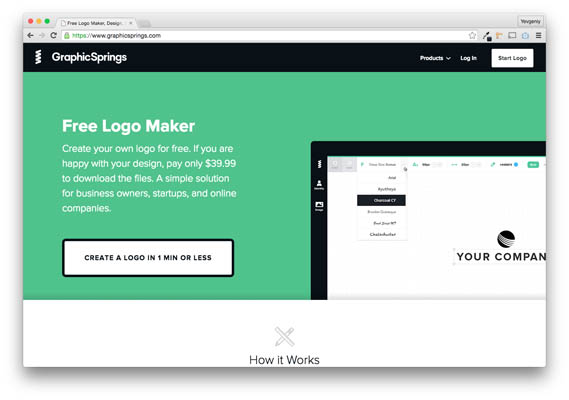 Free Logo Maker, Design
Yevgeny
https://www.graphicsprings.com
GraphicSprings
Products
Log In
Start Logo
Free Logo Maker
Create your own logo for free. If you are
happy with your design, pay only $39.99
to download the files. A simple solution
for business owners, startups, and online
companies.
CREATE A LOGO IN 1 MIN OR LESS
Arial
Charcoal CY
YOUR COMPAN
How it Works